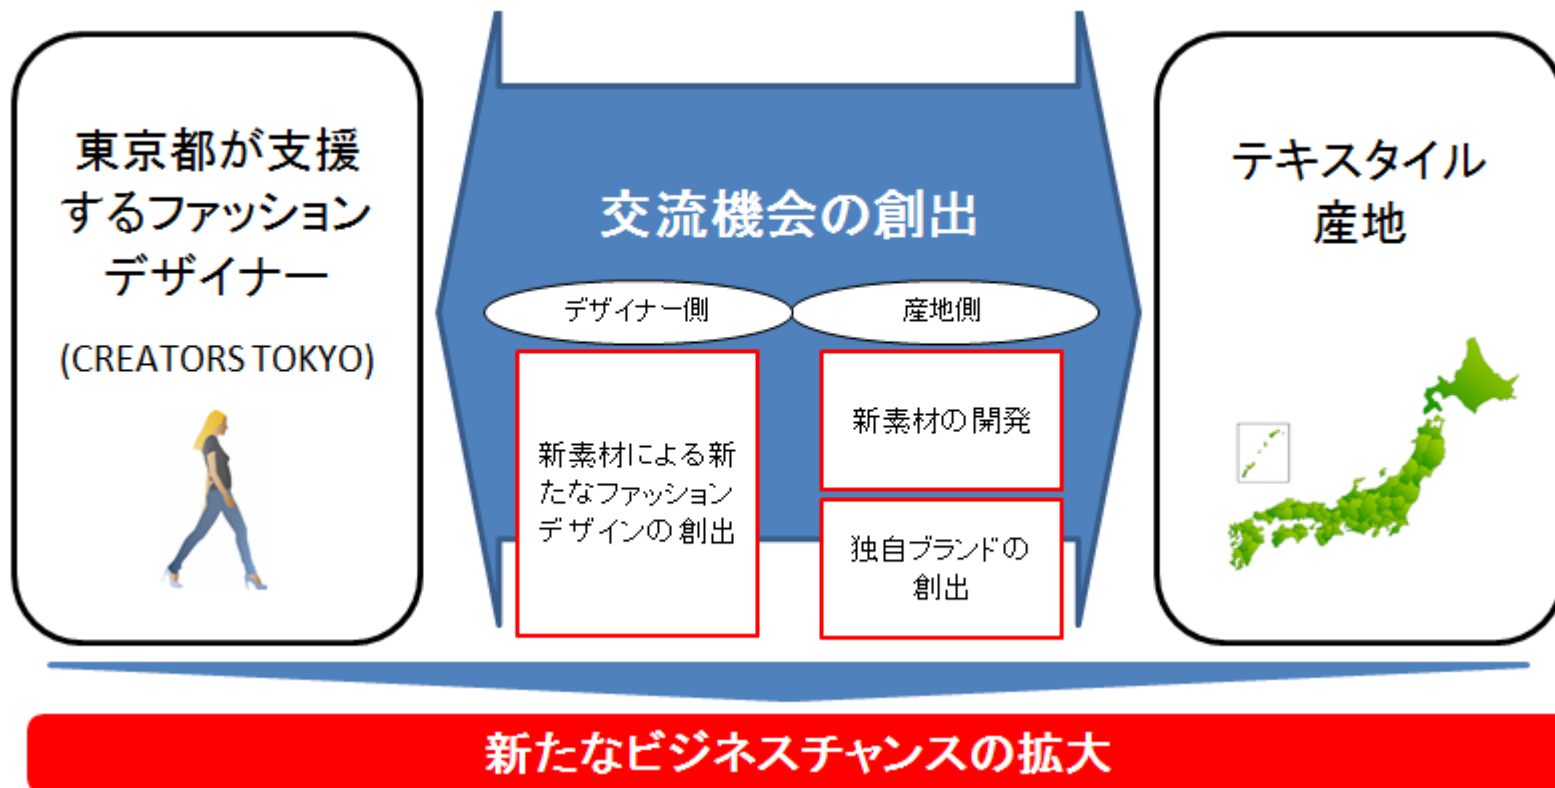 東京都が支援
するファッション
デザイナー
(CREATORS TOKYO)
交流機会の創出
デザイナー側
新素材による新
たなファッション
デザインの創出
産地側
新素材の開発
独自ブランドの
創出
テキスタイル
産地
新たなビジネスチャンスの拡大